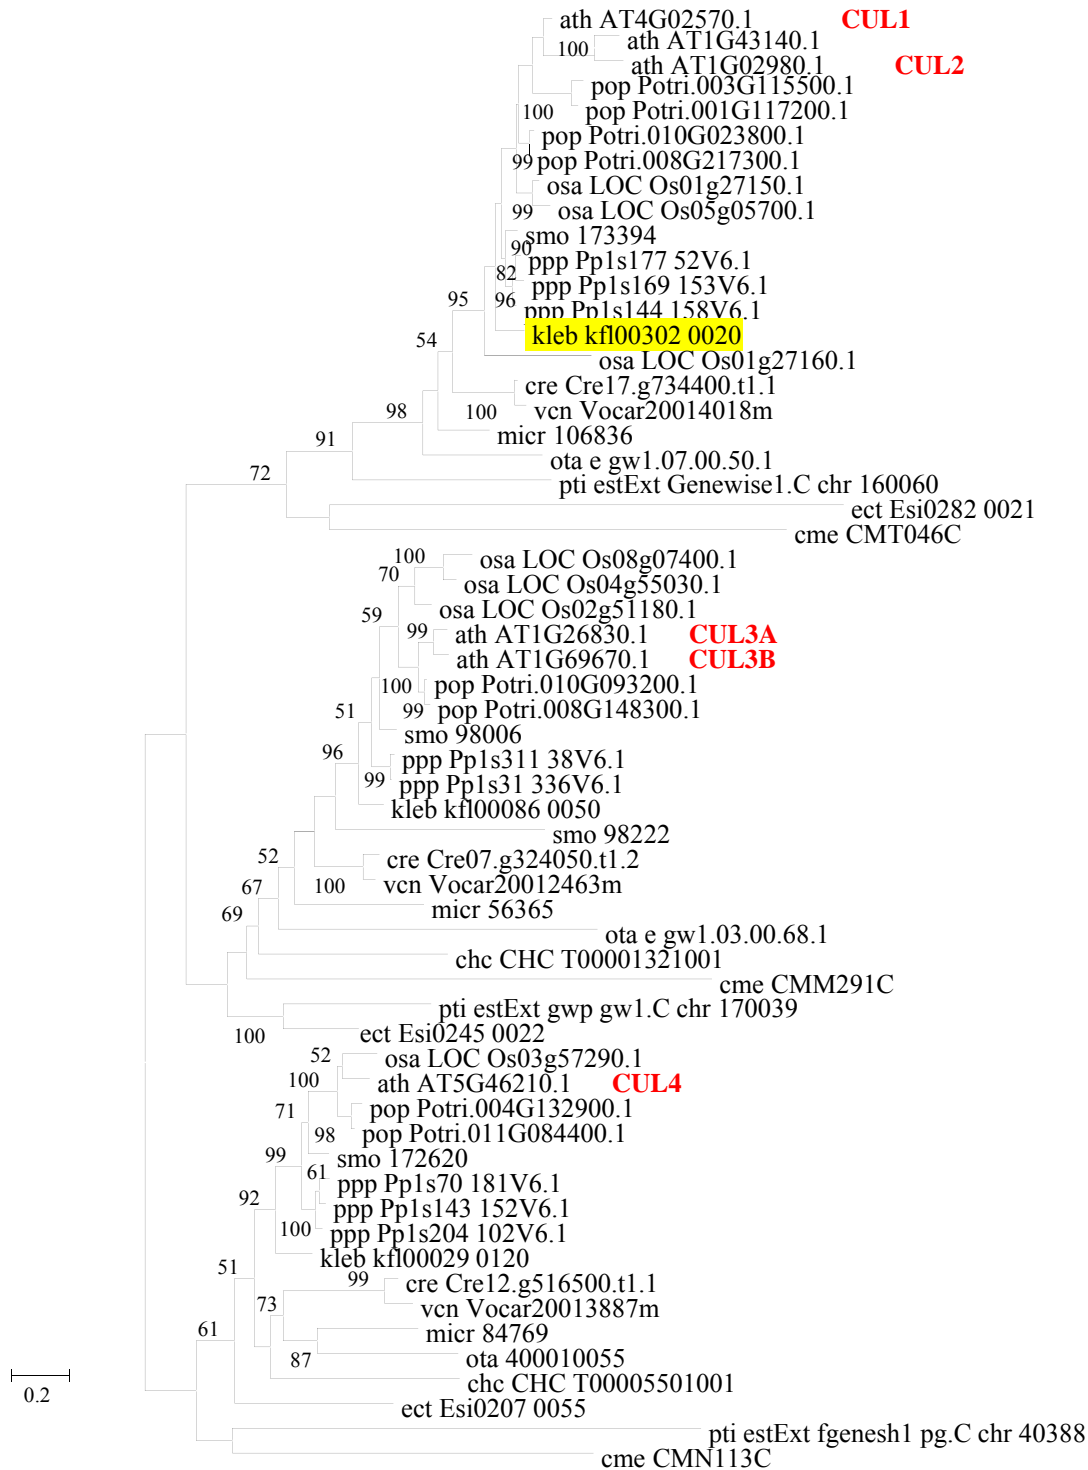 ath AT4G02570.1 CUL1
ath AT1G43140.1
100
ath AT1G02980.1 CUL2
pop Potri.003G115500.1
pop Potri.001G117200.1
100
pop Potri.010G023800.1
99 pop Potri.008G217300.1
osa LOC Os01g27150.1
osa LOC Os05g05700.1
99
smo 173394
90
ppp Pp1s177 52V6.1
82
ppp Pp1s169 153V6.1
95
96
ppp Pp1s144 158V6.1
kleb kfl00302 0020
54
osa LOC Os01g27160.1
cre Cre17.g734400.t1.1
98
100
vcn Vocar20014018m
micr 106836
91
ota e gw1.07.00.50.1
72
pti estExt Genewise1.C chr 160060
ect Esi0282 0021
cme CMT046C
100
osa LOC Os08g07400.1
70
osa LOC Os04g55030.1
osa LOC Os02g51180.1
59
99
ath AT1G26830.1 CUL3A
ath AT1G69670.1 CUL3B
100
pop Potri.010G093200.1
51
99
pop Potri.008G148300.1
smo 98006
96
ppp Pp1s311 38V6.1
99
ppp Pp1s31 336V6.1
kleb kfl00086 0050
smo 98222
52
cre Cre07.g324050.t1.2
67
100
vcn Vocar20012463m
69
micr 56365
ota e gw1.03.00.68.1
chc CHC T00001321001
cme CMM291C
pti estExt gwp gw1.C chr 170039
100
ect Esi0245 0022
52
osa LOC Os03g57290.1
100
ath AT5G46210.1 CUL4
71
pop Potri.004G132900.1
98
pop Potri.011G084400.1
99
smo 172620
61
ppp Pp1s70 181V6.1
92
ppp Pp1s143 152V6.1
100
ppp Pp1s204 102V6.1
kleb kfl00029 0120
51
99
cre Cre12.g516500.t1.1
73
vcn Vocar20013887m
61
micr 84769
87
ota 400010055
chc CHC T00005501001
0.2
ect Esi0207 0055
pti estExt fgenesh1 pg.C chr 40388
cme CMN113C